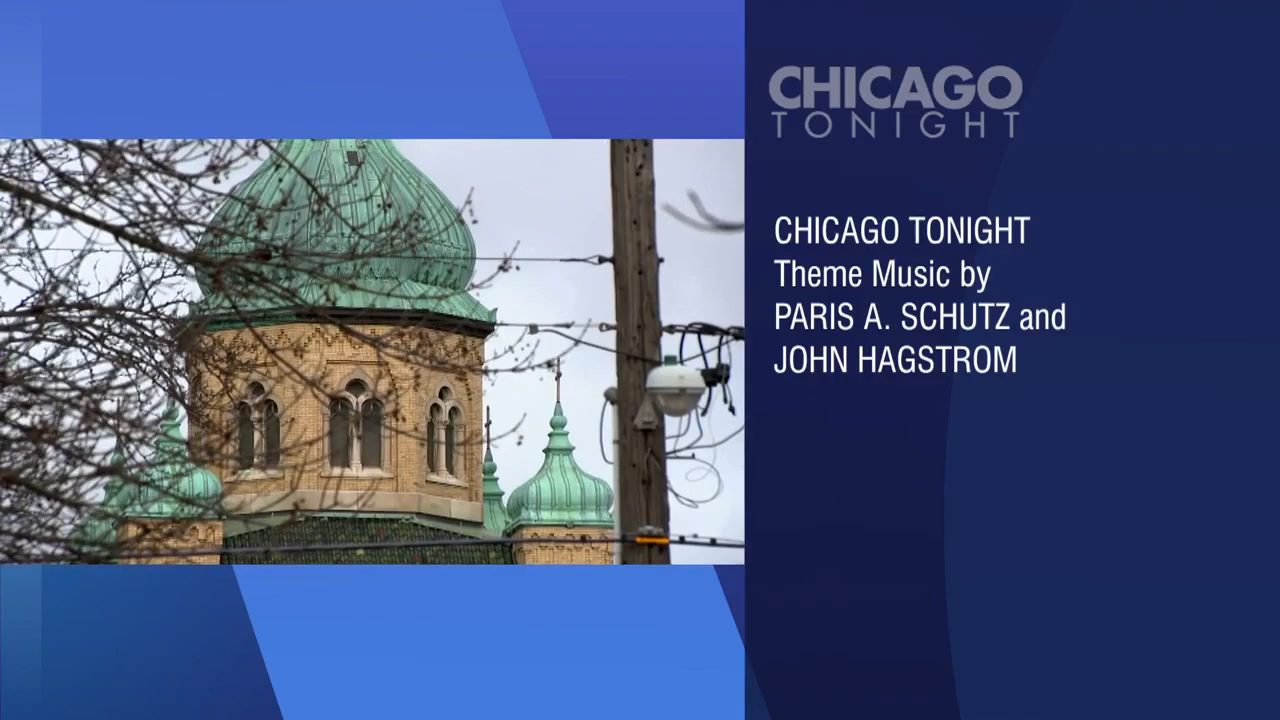 CHICAGO
TONIGHT
CHICAGO TONIGHT
Theme Music by
PARIS A. SCHUTZ and
JOHN HAGSTROM